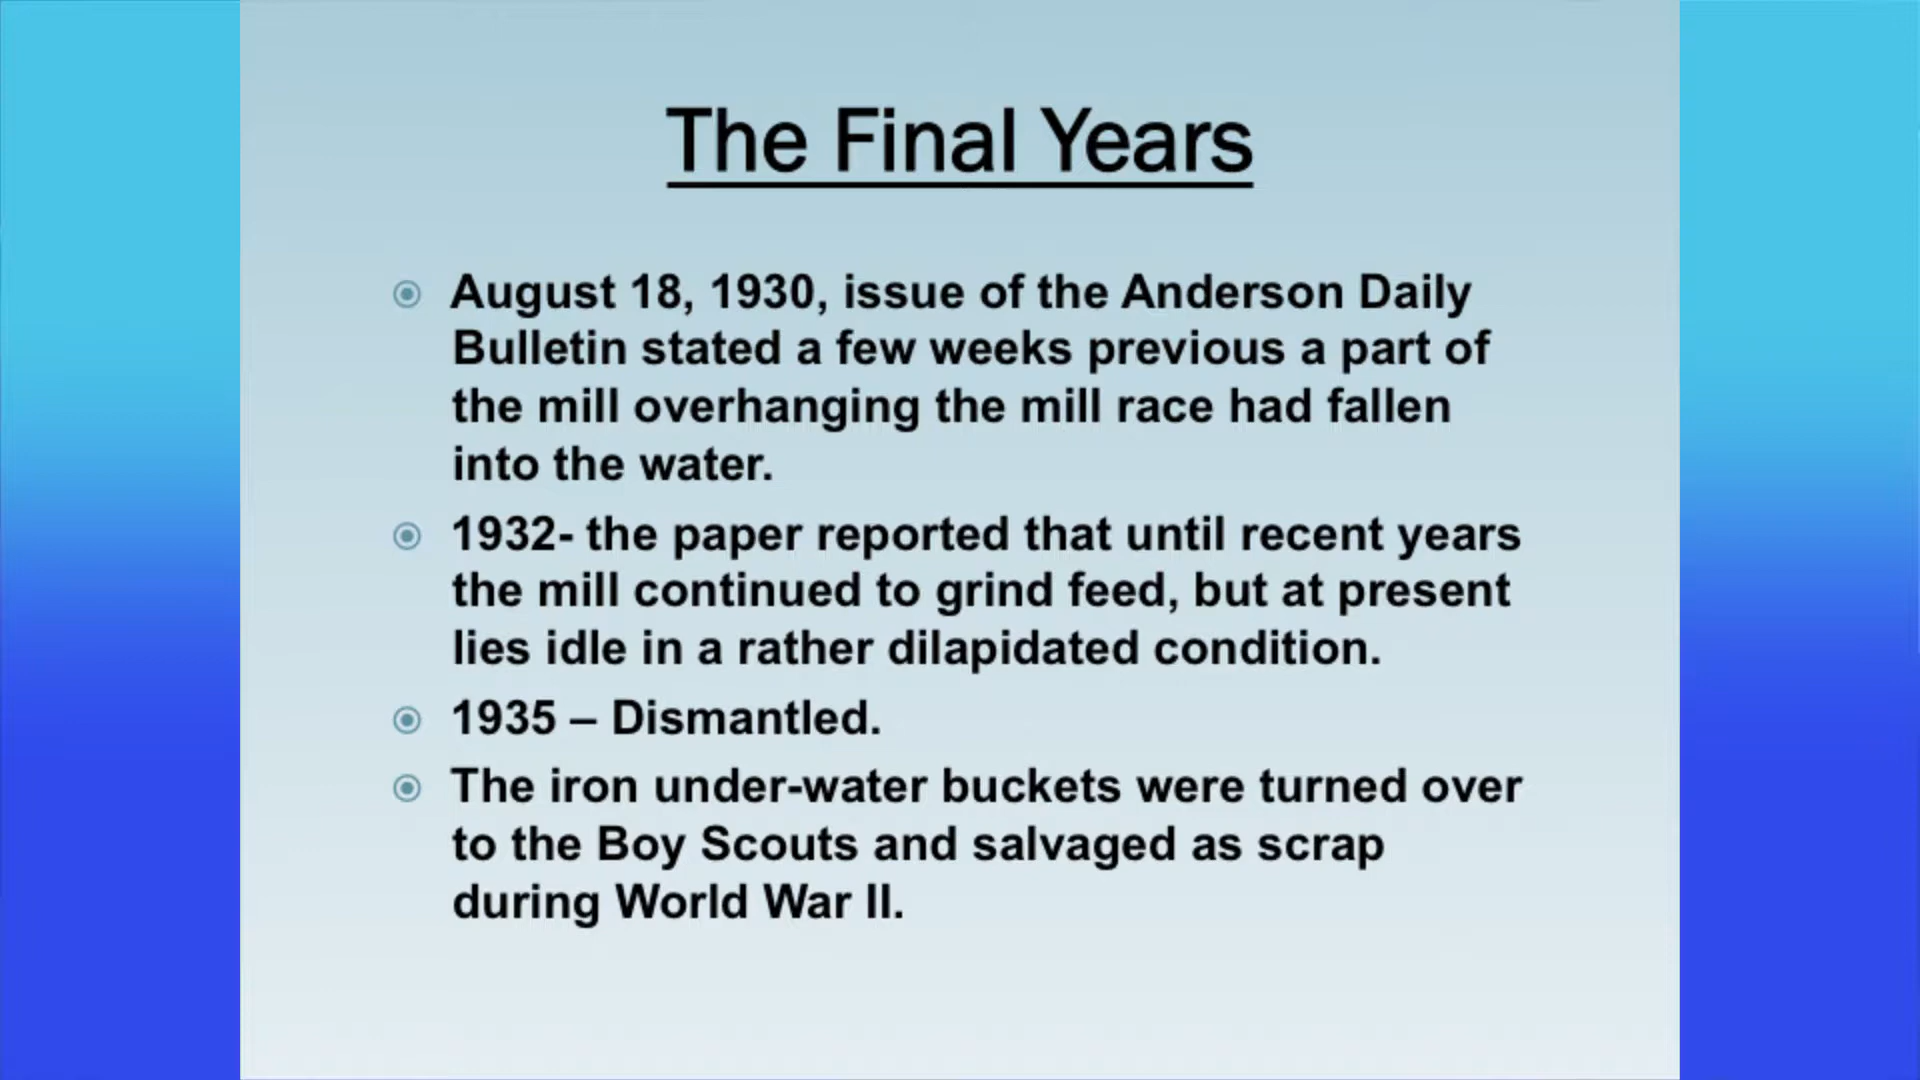 The Final Years
August 18, 1930, issue of the Anderson Daily
Bulletin stated a few weeks previous a part of
the mill overhanging the mill race had fallen
into the water.
1932- the paper reported that until recent years
the mill continued to grind feed, but at present
lies idle in a rather dilapidated condition.
1935 – Dismantled.
The iron under-water buckets were turned over
to the Boy Scouts and salvaged as scrap
during World War II.